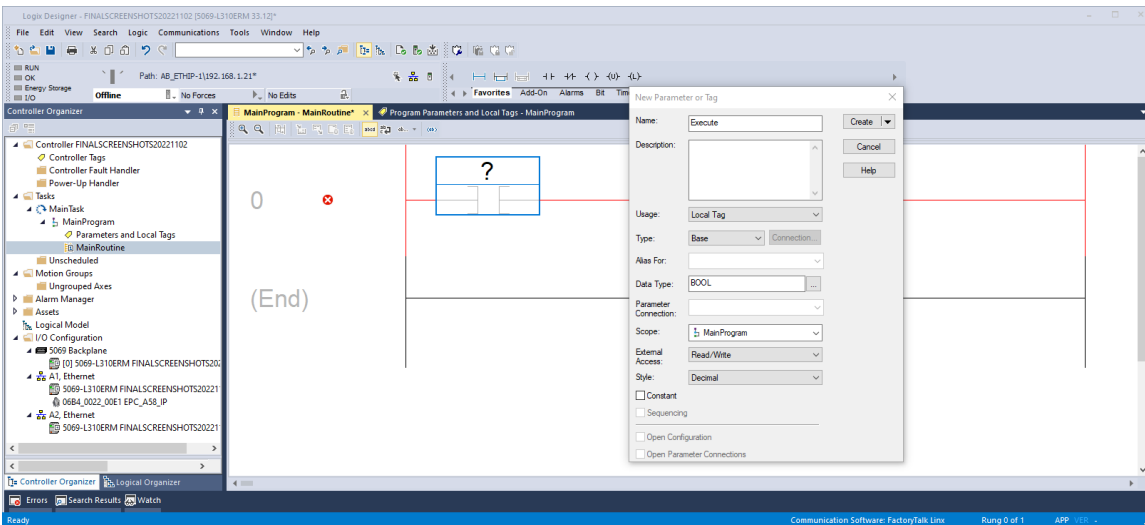 Logix Designer - FINALSCREENSHOTS20221102 [5069-L310ERM 33.12]*
File Edit View Search Logic Communications Tools Window Help
RUN
OK
Energy Storage
I/O
Path: AB_ETHIP-1\192.168.1.21*
Offline
No Forces
No Edits
Favorites Add-On Alarms Bit Tim
Controller Organizer
Controller FINALSCREENSHOTS20221102
Controller Tags
Controller Fault Handler
Power-Up Handler
Tasks
MainTask
MainProgram
Parameters and Local Tags
MainRoutine
Unscheduled
Motion Groups
Ungrouped Axes
Alarm Manager
Assets
Logical Model
I/O Configuration
5069 Backplane
[0] 5069-L310ERM FINALSCREENSHOTS202
A1, Ethernet
5069-L310ERM FINALSCREENSHOTS20221
06B4_0022_00E1 EPC_A58_IP
A2, Ethernet
5069-L310ERM FINALSCREENSHOTS20221
Controller Organizer
Logical Organizer
MainProgram - MainRoutine*
Program Parameters and Local Tags - MainProgram
?
0
(End)
New Parameter or Tag
Name: Execute
Create
Description:
Cancel
Help
Usage: Local Tag
Type: Base
Connection...
Alias For:
Data Type: BOOL
...
Parameter
Connection:
Scope: MainProgram
External
Access: Read/Write
Style: Decimal
Constant
Sequencing
Open Configuration
Open Parameter Connections
Errors Search Results Watch
Ready
Communication Software: FactoryTalk Linx
Rung 0 of 1
APP VER